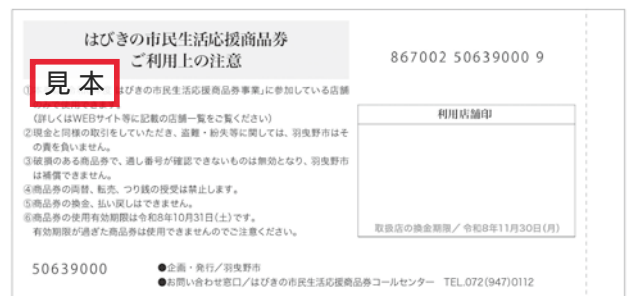 はびきの市民生活応援商品券
ご利用上の注意
867002 50639000 9
見本
①
はびきの市民生活応援商品券事業」に参加している店舗
(詳しくはWEBサイト等に記載の店舗一覧をご覧ください)
②現金と同様の取引をしていただき、盗難・紛失等に関しては、羽曳野市はそ
の責を負いません。
③破損のある商品券で、通し番号が確認できないものは無効となり、羽曳野市
は補償できません。
④商品券の両替、転売、つり銭の授受は禁止します。
⑤商品券の換金、払い戻しはできません。
⑥商品券の使用有効期限は令和8年10月31日(土)です。
有効期限が過ぎた商品券は使用できませんのでご注意ください。
利用店舗印
取扱店の換金期限／令和8年11月30日(月)
50639000
●企画・発行／羽曳野市
●お問い合わせ窓口／はびきの市民生活応援商品券コールセンター TEL.072(947)0112